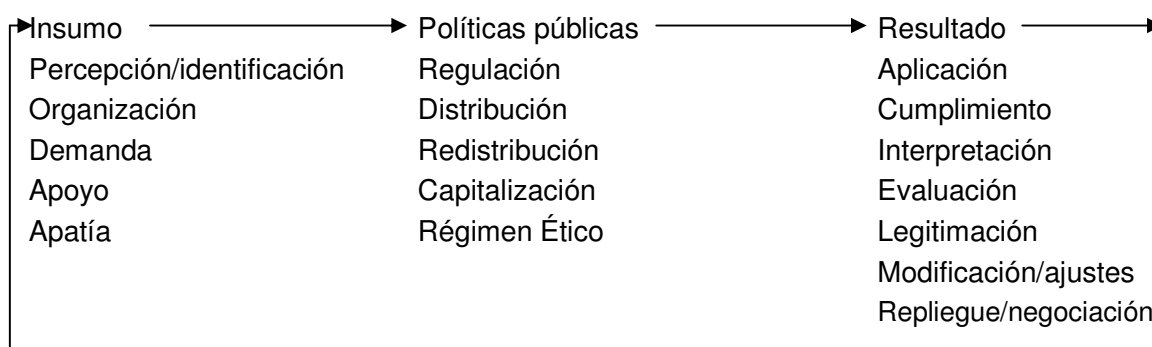 Insumo
Percepción/identificación
Organización
Demanda
Apoyo
Apatía
Políticas públicas
Regulación
Distribución
Redistribución
Capitalización
Régimen Ético
Resultado
Aplicación
Cumplimiento
Interpretación
Evaluación
Legitimación
Modificación/ajustes
Repliegue/negociación